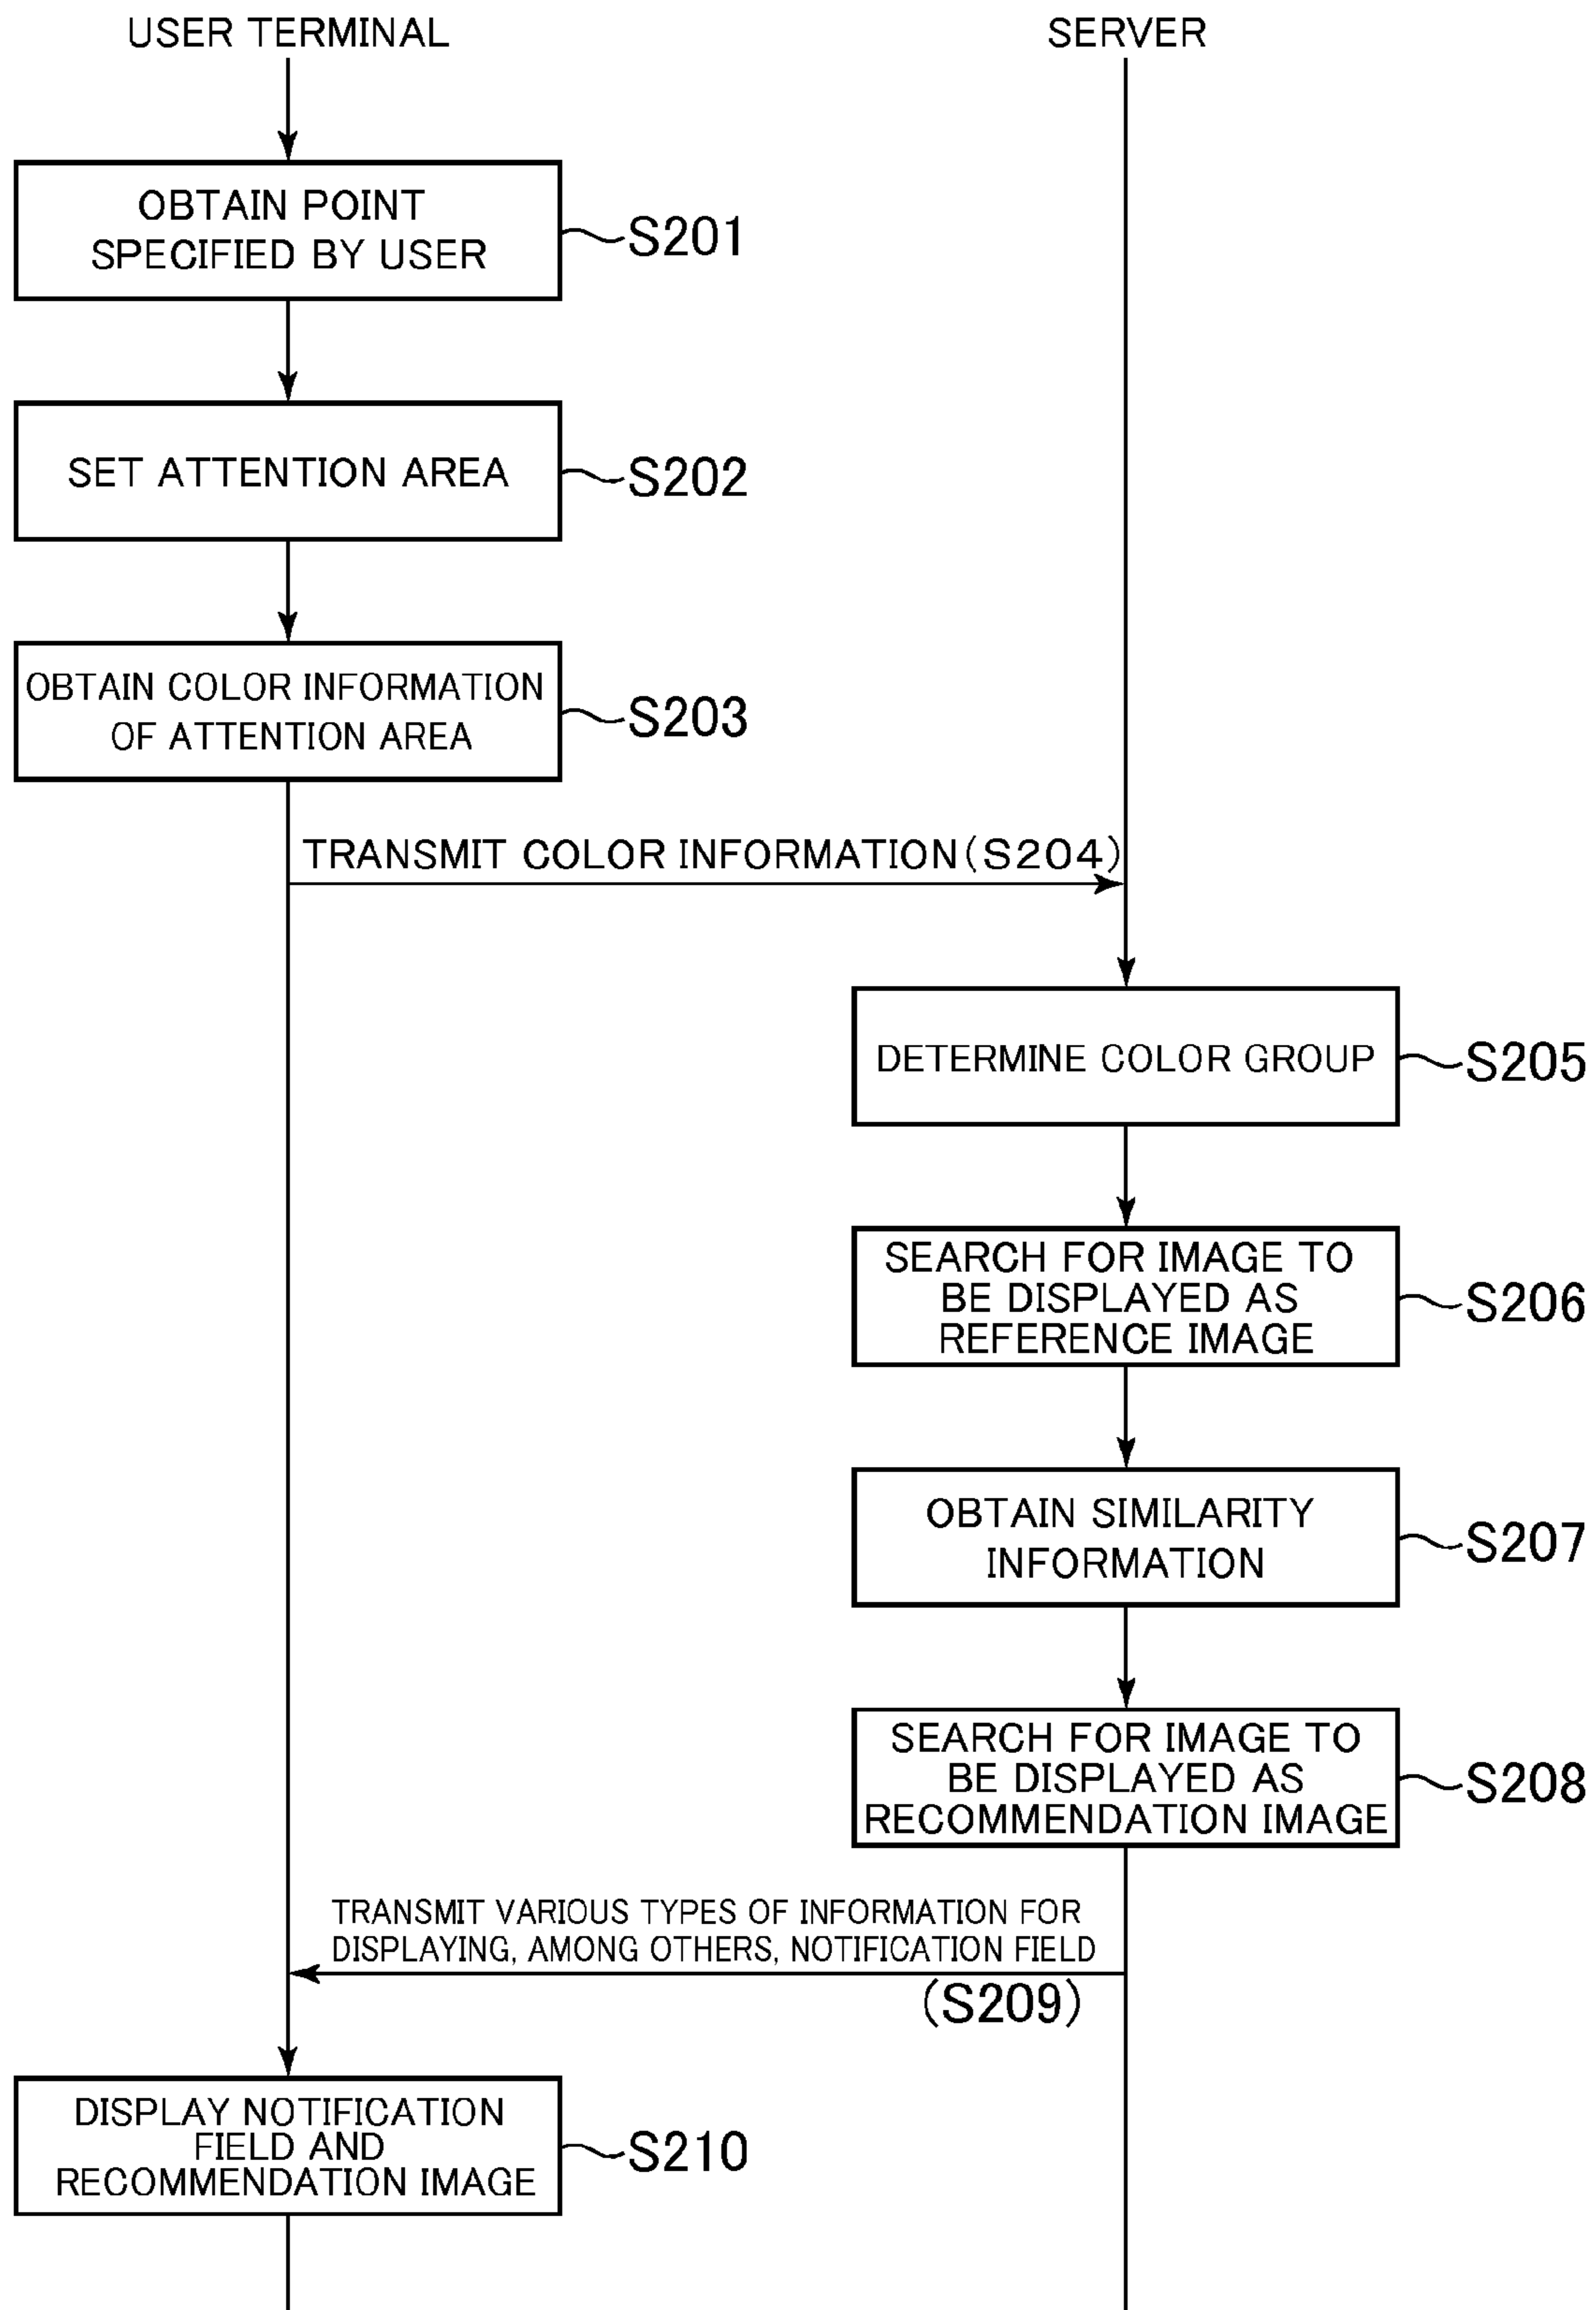 USER TERMINAL
SERVER
OBTAIN POINT
SPECIFIED BY USER
S201
SET ATTENTION AREA
S202
OBTAIN COLOR INFORMATION
OF ATTENTION AREA
S203
TRANSMIT COLOR INFORMATION(S204)
DETERMINE COLOR GROUP
S205
SEARCH FOR IMAGE TO
BE DISPLAYED AS
REFERENCE IMAGE
S206
OBTAIN SIMILARITY
INFORMATION
S207
SEARCH FOR IMAGE TO
BE DISPLAYED AS
RECOMMENDATION IMAGE
S208
TRANSMIT VARIOUS TYPES OF INFORMATION FOR
DISPLAYING, AMONG OTHERS, NOTIFICATION FIELD
(S209)
DISPLAY NOTIFICATION
FIELD AND
RECOMMENDATION IMAGE
S210